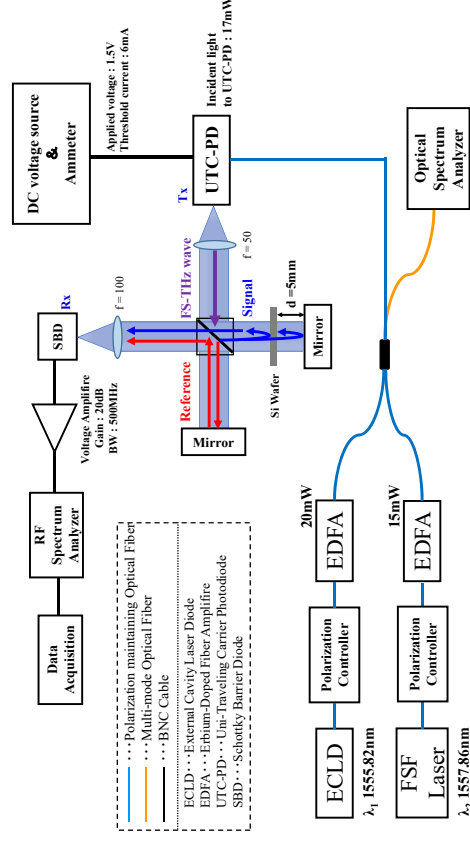 DC voltage source
&
Ammeter
Applied voltage : 1.5V
Threshold current : 6mA
Incident light
to UTC-PD : 17mW
UTC-PD
Tx
f = 50
FS-THz wave
Signal
d =5mm
Si Wafer
Mirror
Reference
Mirror
f = 100
Rx
SBD
Voltage Amplifire
Gain : 20dB
BW : 500MHz
RF
Spectrum
Analyzer
Data
Acquisition
···Polarization maintaining Optical Fiber
···Multi-mode Optical Fiber
···BNC Cable
ECLD···External Cavity Laser Diode
EDFA···Erbium-Doped Fiber Amplifire
UTC-PD···Uni-Traveling Carrier Photodiode
SBD···Schottky Barrier Diode
Optical
Spectrum
Analyzer
20mW
EDFA
15mW
EDFA
Polarization
Controller
Polarization
Controller
ECLD
λ₁ 1555.82nm
FSF
Laser
λ₂ 1557.86nm